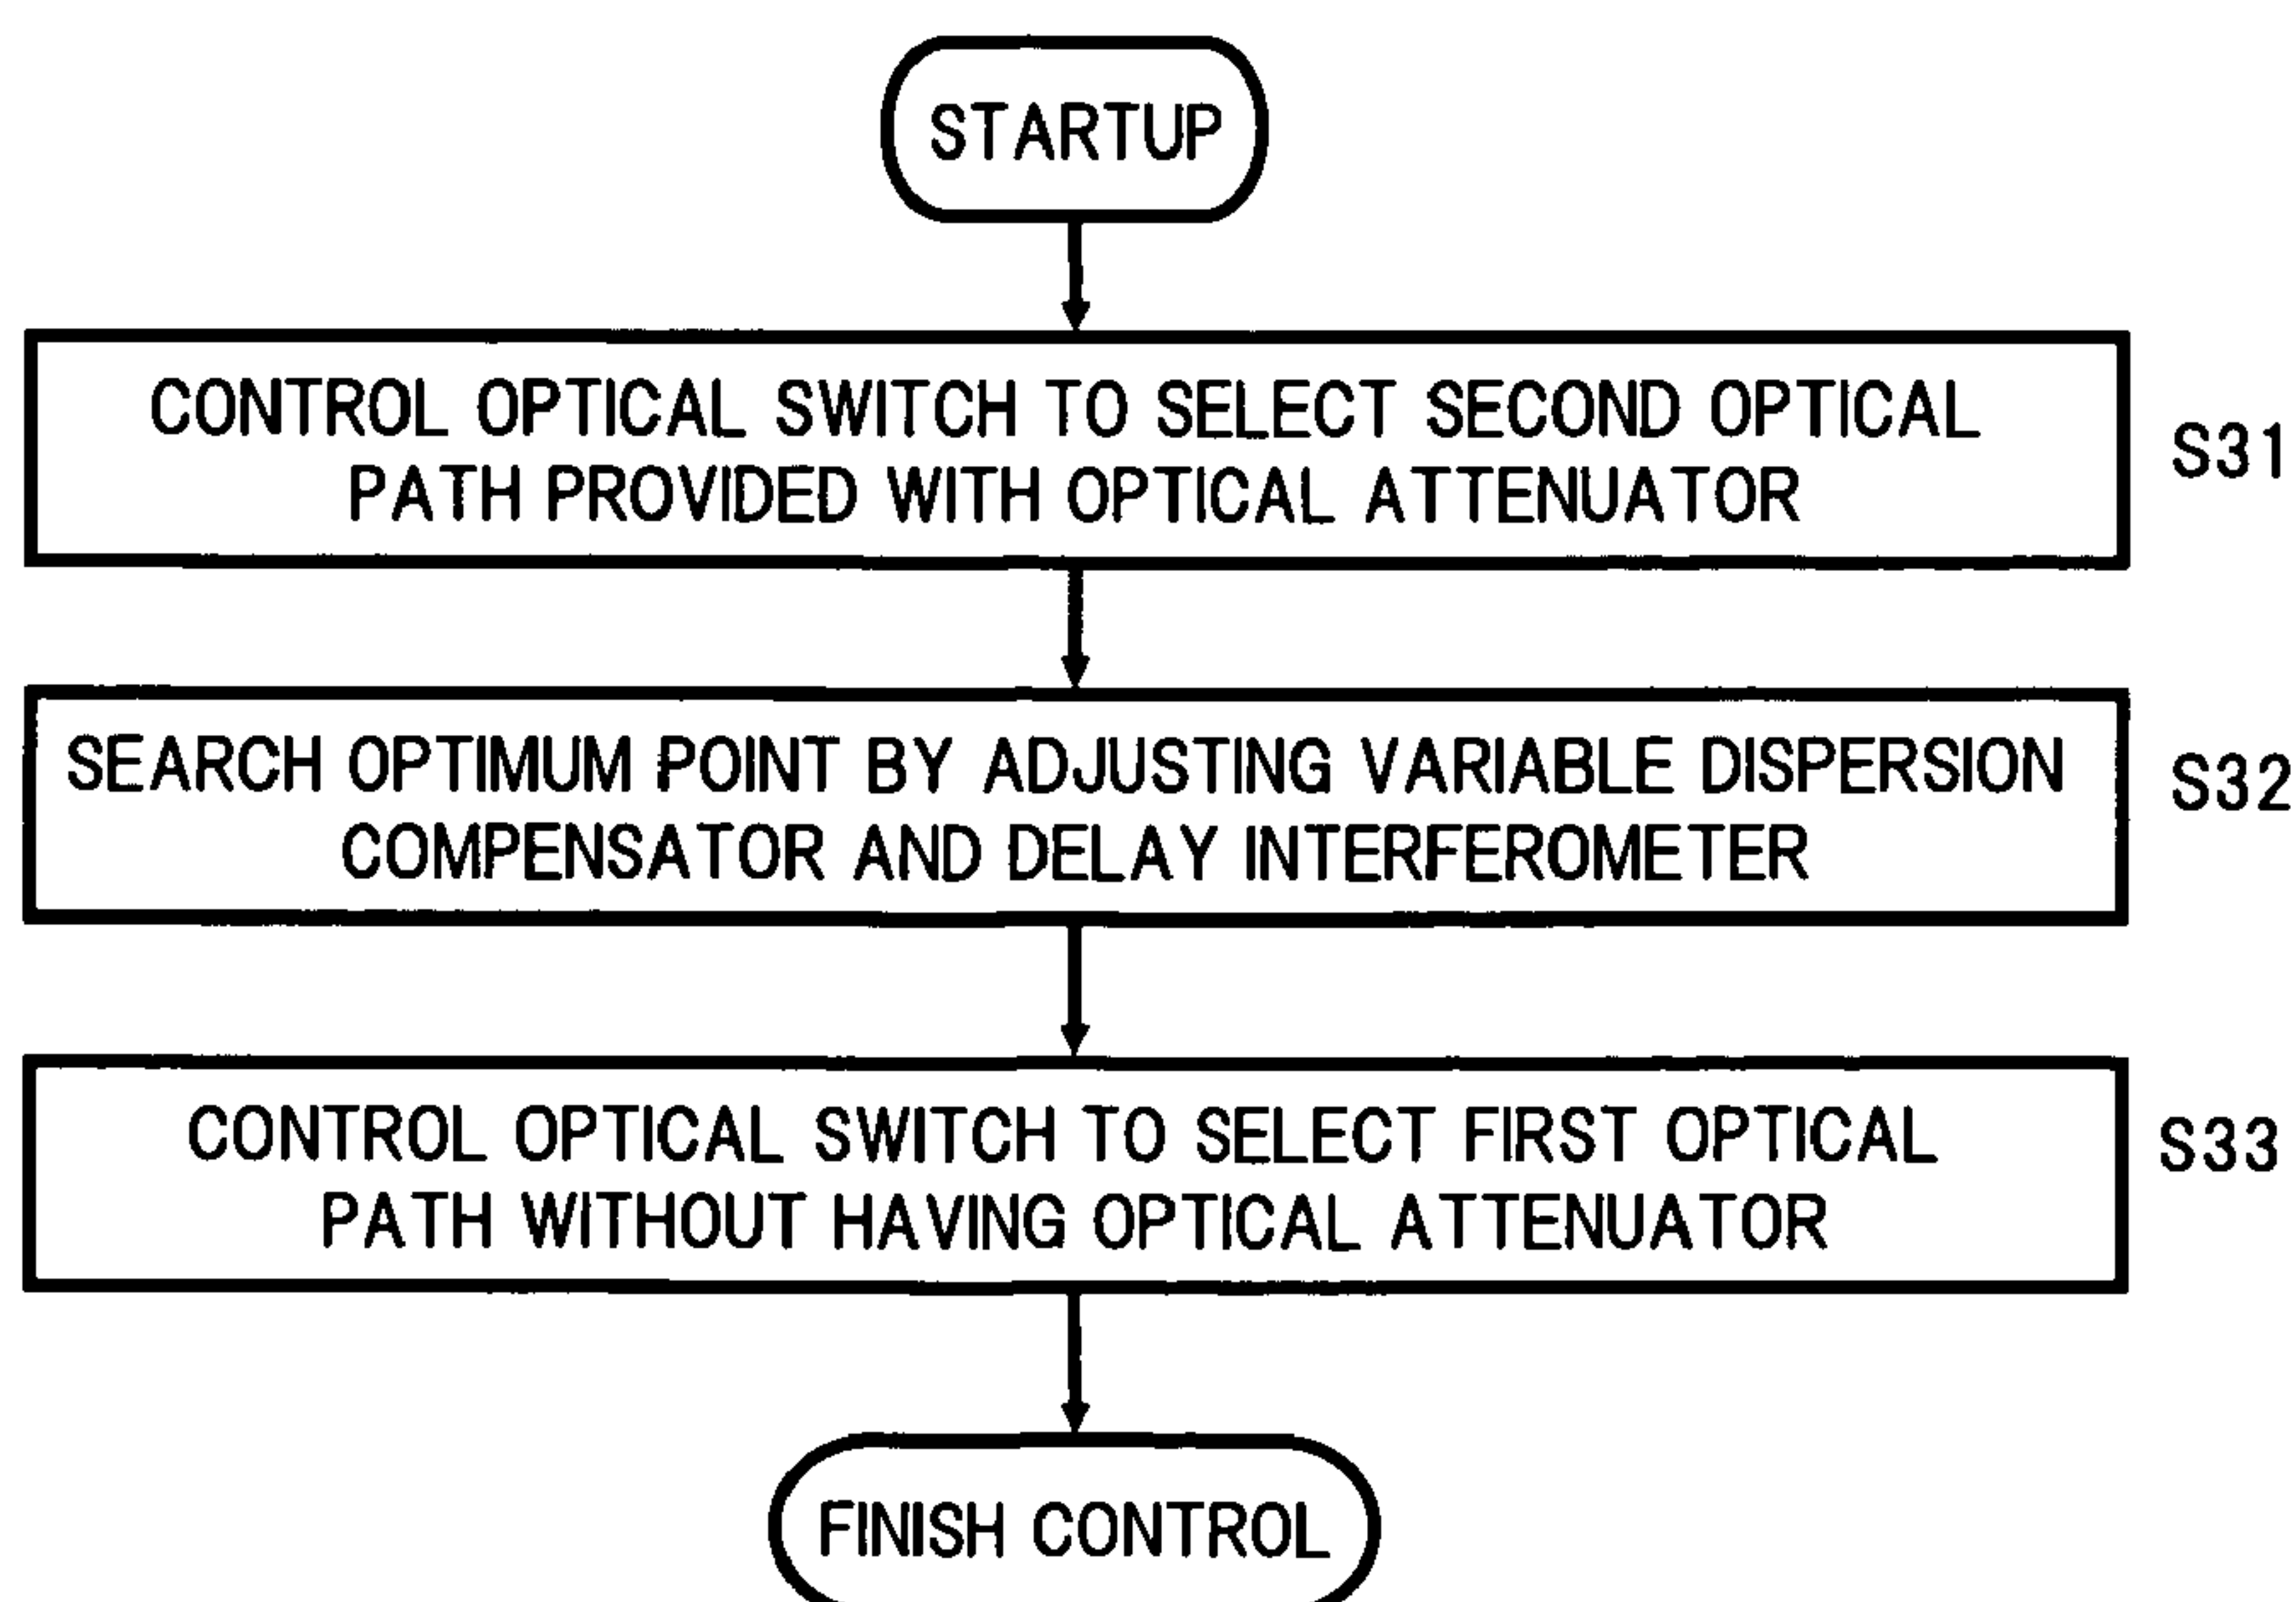 STARTUP
CONTROL OPTICAL SWITCH TO SELECT SECOND OPTICAL
PATH PROVIDED WITH OPTICAL ATTENUATOR
S31
SEARCH OPTIMUM POINT BY ADJUSTING VARIABLE DISPERSION
COMPENSATOR AND DELAY INTERFEROMETER
S32
CONTROL OPTICAL SWITCH TO SELECT FIRST OPTICAL
PATH WITHOUT HAVING OPTICAL ATTENUATOR
S33
FINISH CONTROL